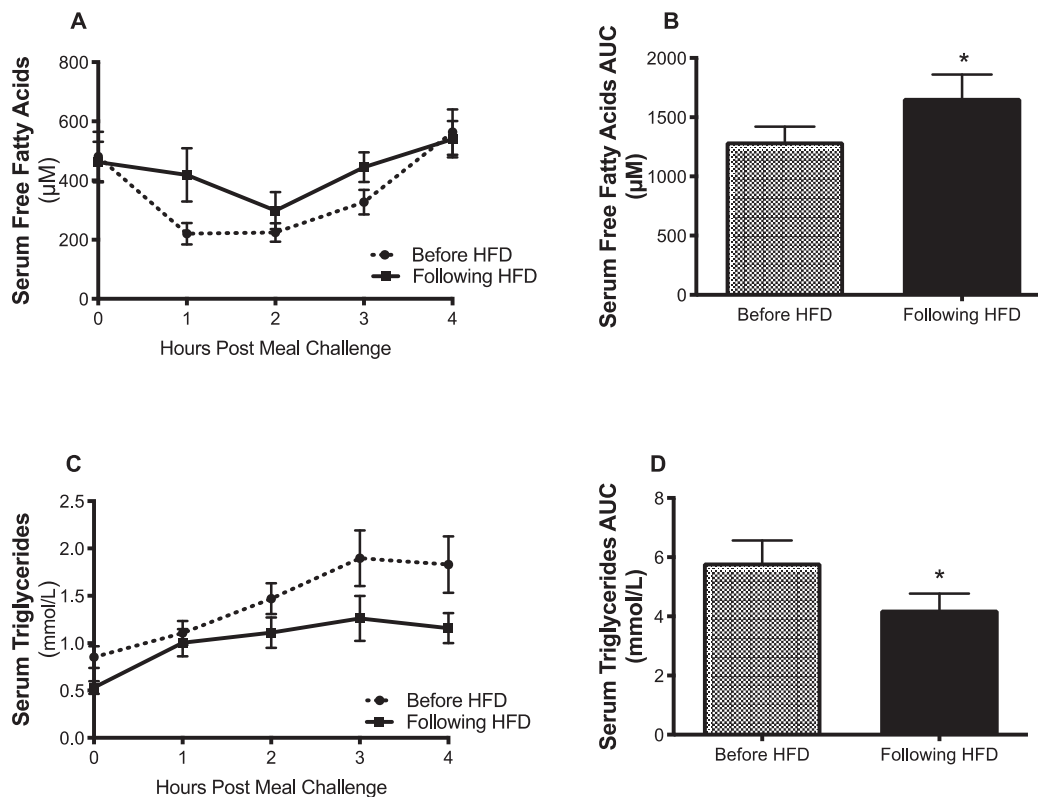 A
Serum Free Fatty Acids
(µM)
800
600
400
200
0
0 1 2 3 4
Hours Post Meal Challenge
Before HFD
Following HFD
B
Serum Free Fatty Acids AUC
(µM)
2000
1500
1000
500
0
*
Before HFD Following HFD
C
Serum Triglycerides
(mmol/L)
2.5
2.0
1.5
1.0
0.5
0.0
0 1 2 3 4
Hours Post Meal Challenge
Before HFD
Following HFD
D
Serum Triglycerides AUC
(mmol/L)
8
6
4
2
0
*
Before HFD Following HFD